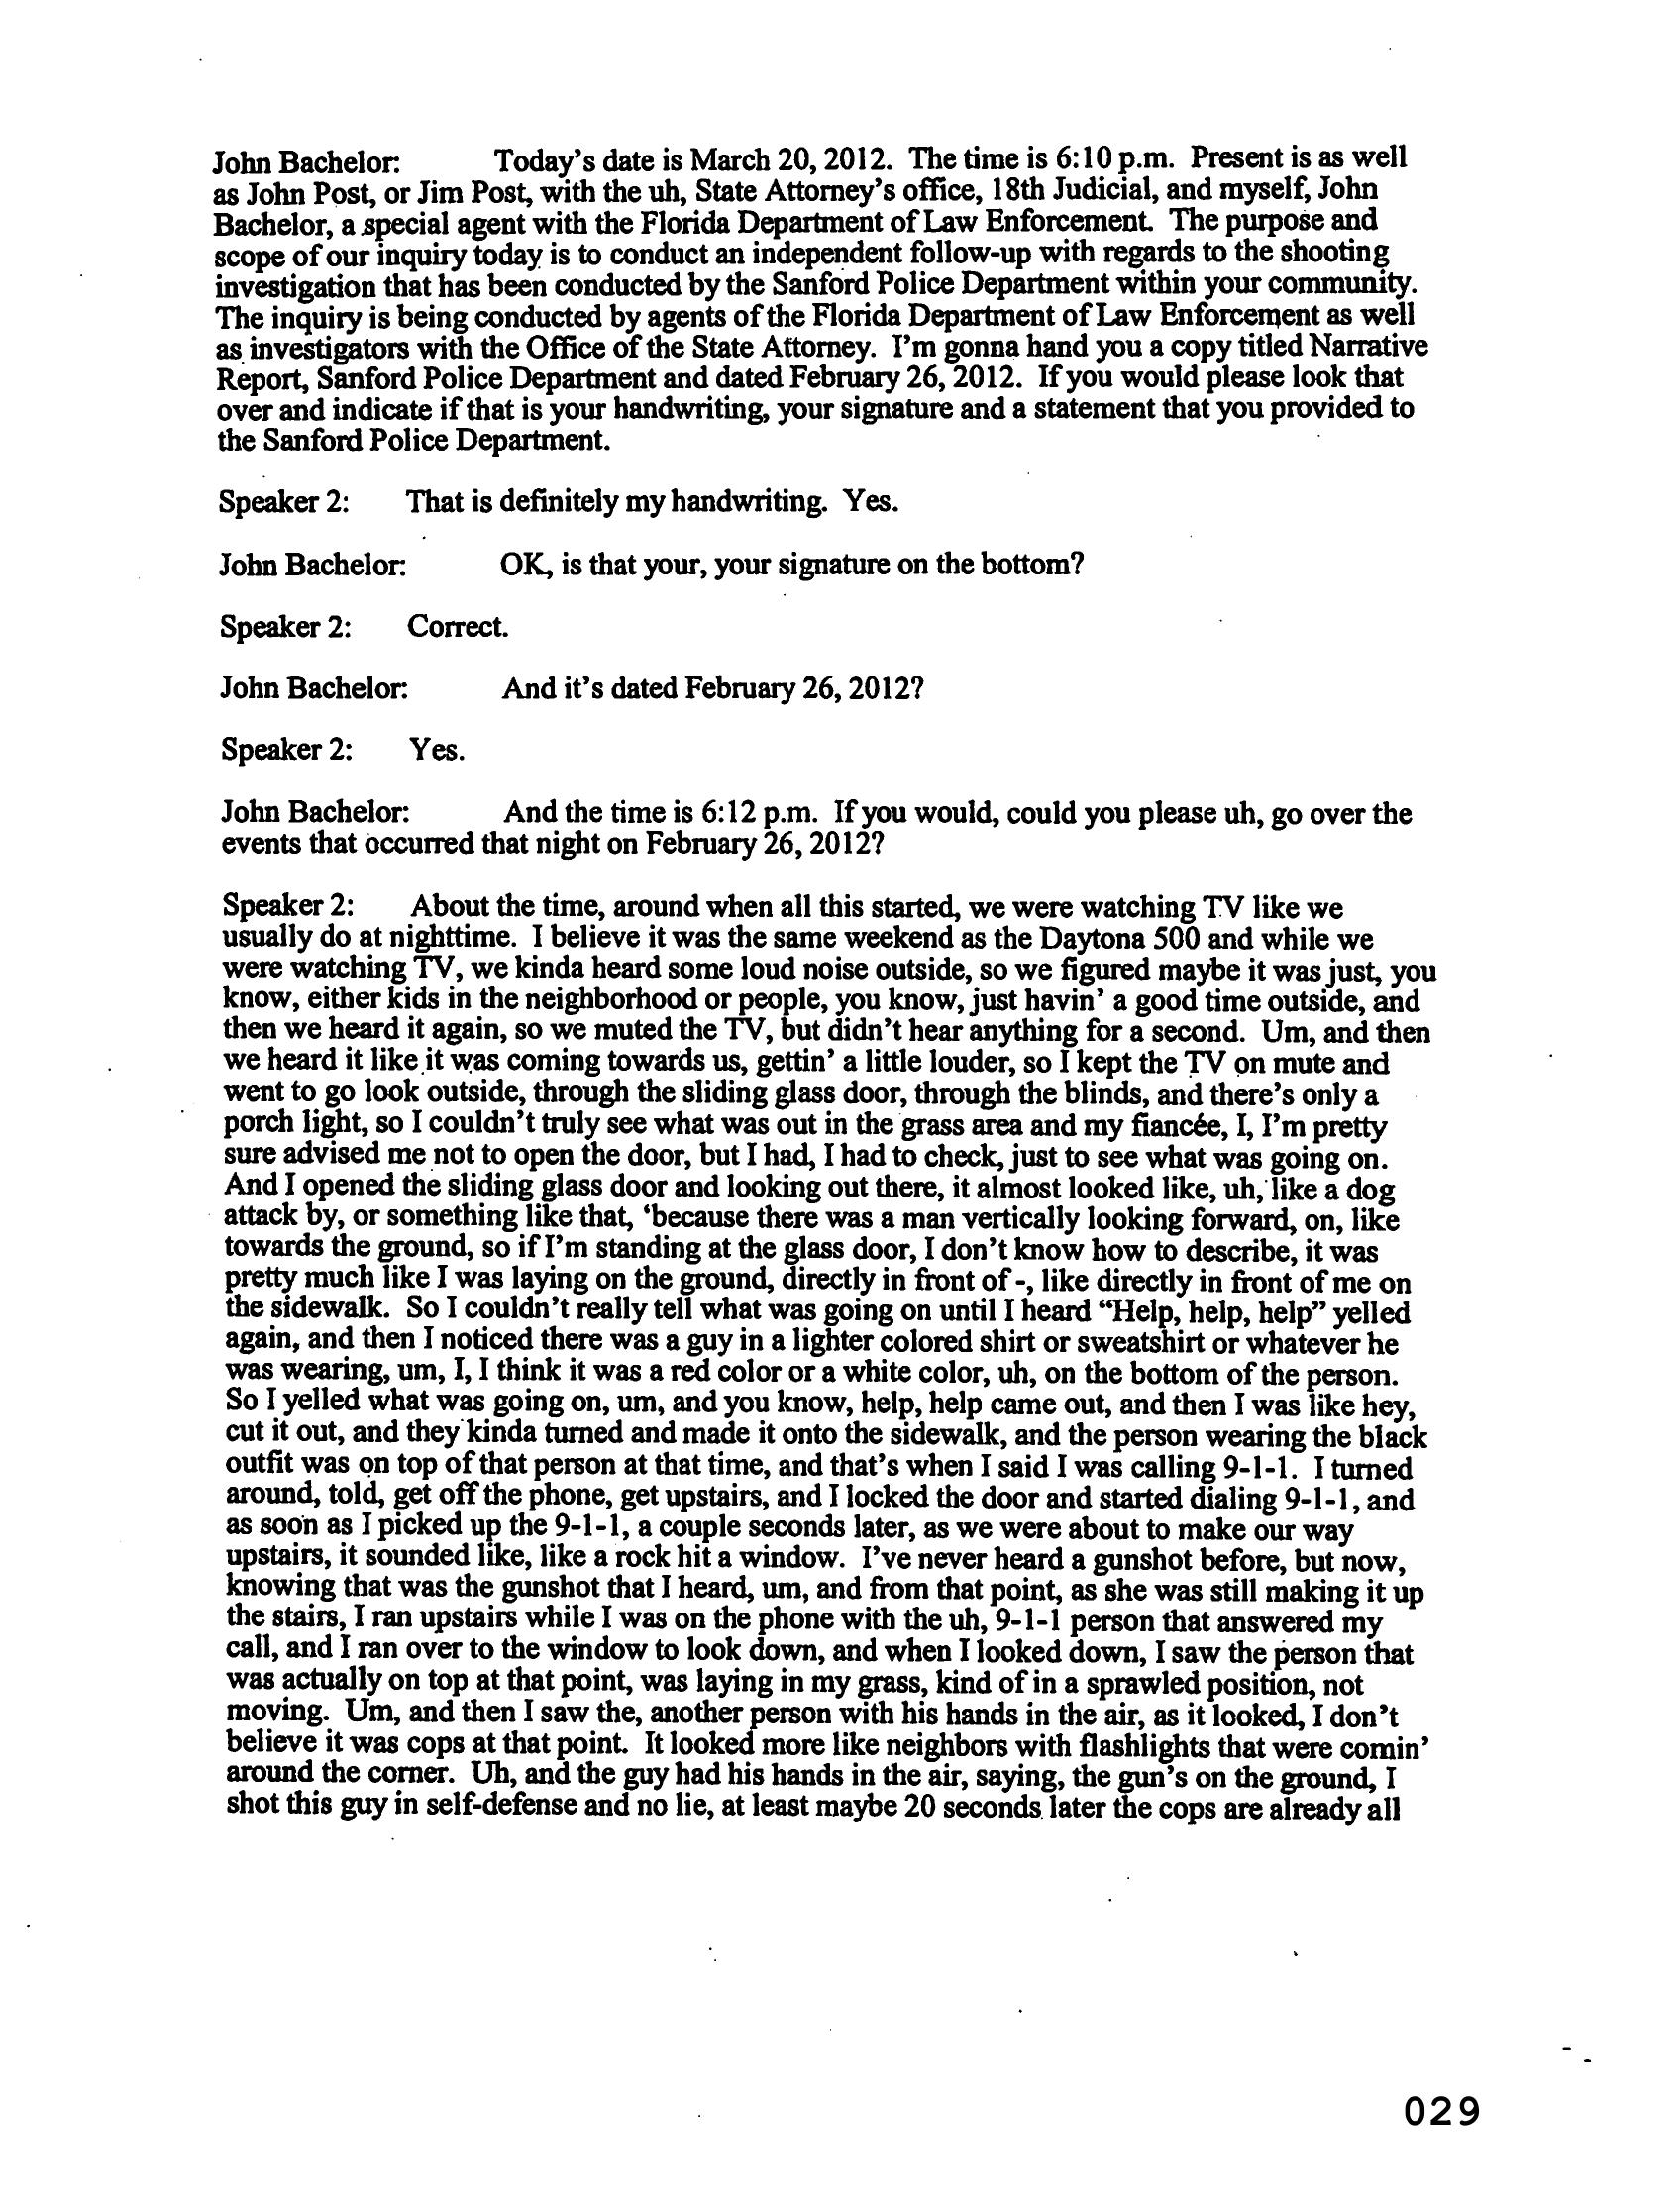 John Bachelor: Today's date is March 20, 2012. The time is 6:10 p.m. Present is as well
as John Post, or Jim Post, with the uh, State Attorney's office, 18th Judicial, and myself, John
Bachelor, a special agent with the Florida Department of Law Enforcement. The purpose and
scope of our inquiry today is to conduct an independent follow-up with regards to the shooting
investigation that has been conducted by the Sanford Police Department within your community.
The inquiry is being conducted by agents of the Florida Department of Law Enforcement as well
as investigators with the Office of the State Attorney. I'm gonna hand you a copy titled Narrative
Report, Sanford Police Department and dated February 26, 2012. If you would please look that
over and indicate if that is your handwriting, your signature and a statement that you provided to
the Sanford Police Department.
Speaker 2: That is definitely my handwriting. Yes.
John Bachelor: OK, is that your, your signature on the bottom?
Speaker 2: Correct.
John Bachelor: And it's dated February 26, 2012?
Speaker 2: Yes.
John Bachelor: And the time is 6:12 p.m. If you would, could you please uh, go over the
events that occurred that night on February 26, 2012?
Speaker 2: About the time, around when all this started, we were watching TV like we
usually do at nighttime. I believe it was the same weekend as the Daytona 500 and while we
were watching TV, we kinda heard some loud noise outside, so we figured maybe it was just, you
know, either kids in the neighborhood or people, you know, just havin' a good time outside, and
then we heard it again, so we muted the TV, but didn't hear anything for a second. Um, and then
we heard it like it was coming towards us, gettin' a little louder, so I kept the TV on mute and
went to go look outside, through the sliding glass door, through the blinds, and there's only a
porch light, so I couldn't truly see what was out in the grass area and my fiancée, I, I'm pretty
sure advised me not to open the door, but I had, I had to check, just to see what was going on.
And I opened the sliding glass door and looking out there, it almost looked like, uh, like a dog
attack by, or something like that, 'because there was a man vertically looking forward, on, like
towards the ground, so if I'm standing at the glass door, I don't know how to describe, it was
pretty much like I was laying on the ground, directly in front of -, like directly in front of me on
the sidewalk. So I couldn't really tell what was going on until I heard "Help, help, help" yelled
again, and then I noticed there was a guy in a lighter colored shirt or sweatshirt or whatever he
was wearing, um, I, I think it was a red color or a white color, uh, on the bottom of the person.
So I yelled what was going on, um, and you know, help, help came out, and then I was like hey,
cut it out, and they kinda turned and made it onto the sidewalk, and the person wearing the black
outfit was on top of that person at that time, and that's when I said I was calling 9-1-1. I turned
around, told, get off the phone, get upstairs, and I locked the door and started dialing 9-1-1, and
as soon as I picked up the 9-1-1, a couple seconds later, as we were about to make our way
upstairs, it sounded like, like a rock hit a window. I've never heard a gunshot before, but now,
knowing that was the gunshot that I heard, um, and from that point, as she was still making it up
the stairs, I ran upstairs while I was on the phone with the uh, 9-1-1 person that answered my
call, and I ran over to the window to look down, and when I looked down, I saw the person that
was actually on top at that point, was laying in my grass, kind of in a sprawled position, not
moving. Um, and then I saw the, another person with his hands in the air, as it looked, I don't
believe it was cops at that point. It looked more like neighbors with flashlights that were comin'
around the corner. Uh, and the guy had his hands in the air, saying, the gun's on the ground, I
shot this guy in self-defense and no lie, at least maybe 20 seconds later the cops are already all
029